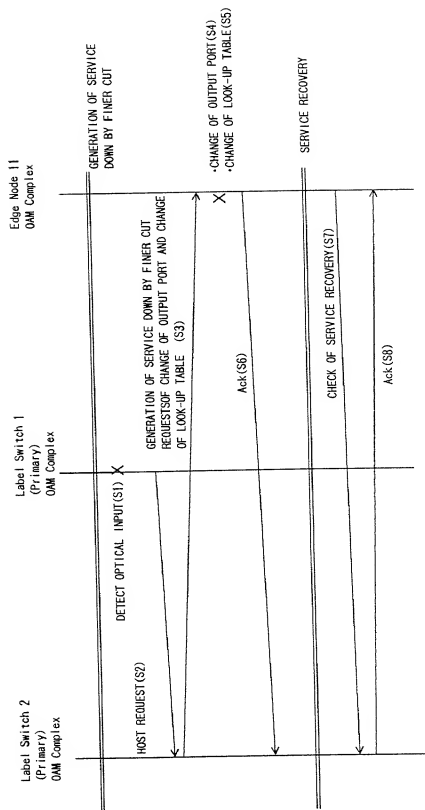 Label Switch 2
(Primary)
OAM Complex
Label Switch 1
(Primary)
OAM Complex
Edge Node 11
OAM Complex
GENERATION OF SERVICE
DOWN BY FINER CUT
DETECT OPTICAL INPUT(S1)
HOST REQUEST(S2)
GENERATION OF SERVICE DOWN BY FINER CUT
REQUESTSOF CHANGE OF OUTPUT PORT AND CHANGE
OF LOOK-UP TABLE (S3)
•CHANGE OF OUTPUT PORT(S4)
•CHANGE OF LOOK-UP TABLE(S5)
Ack(S6)
SERVICE RECOVERY
CHECK OF SERVICE RECOVERY(S7)
Ack(S8)